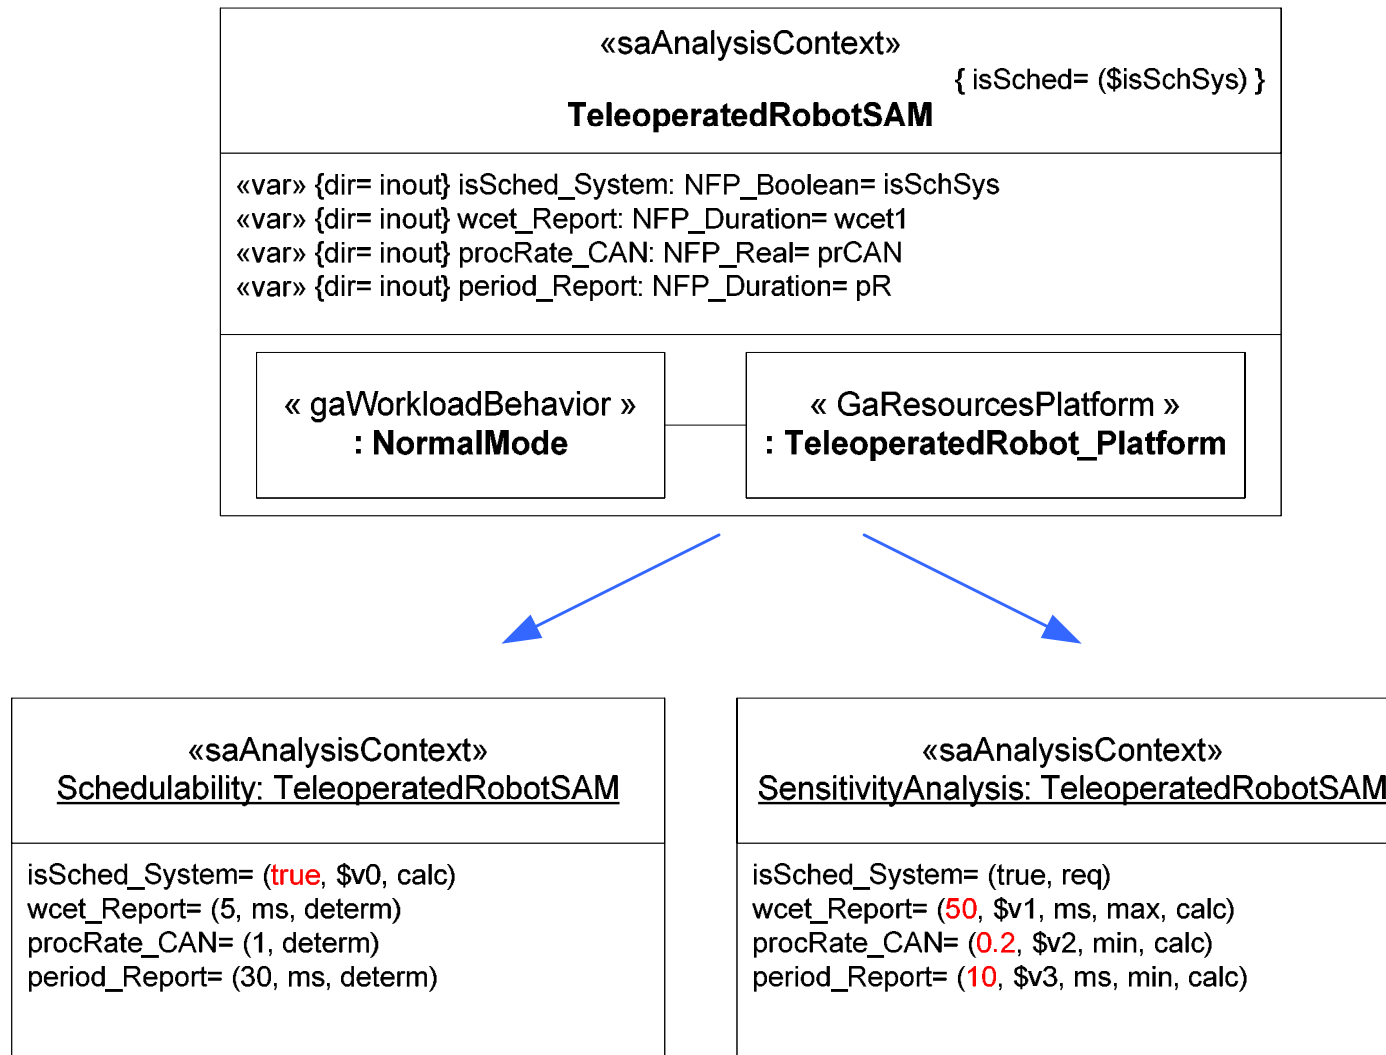 «saAnalysisContext»
{ isSched= ($isSchSys) }
TeleoperatedRobotSAM
«var» {dir= inout} isSched_System: NFP_Boolean= isSchSys
«var» {dir= inout} wcet_Report: NFP_Duration= wcet1
«var» {dir= inout} procRate_CAN: NFP_Real= prCAN
«var» {dir= inout} period_Report: NFP_Duration= pR
« gaWorkloadBehavior »
: NormalMode
« GaResourcesPlatform »
: TeleoperatedRobot_Platform
«saAnalysisContext»
Schedulability: TeleoperatedRobotSAM
isSched_System= (true, $v0, calc)
wcet_Report= (5, ms, determ)
procRate_CAN= (1, determ)
period_Report= (30, ms, determ)
«saAnalysisContext»
SensitivityAnalysis: TeleoperatedRobotSAM
isSched_System= (true, req)
wcet_Report= (50, $v1, ms, max, calc)
procRate_CAN= (0.2, $v2, min, calc)
period_Report= (10, $v3, ms, min, calc)